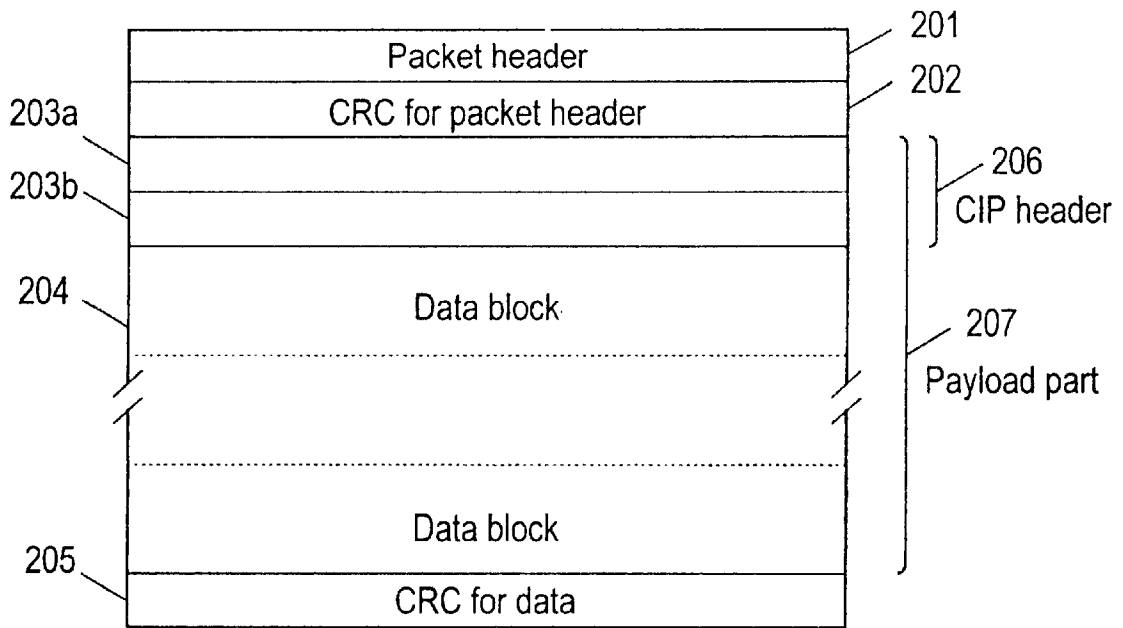 201
Packet header
202
CRC for packet header
203a
203b
206
CIP header
204
Data block
207
Payload part
Data block
205
CRC for data